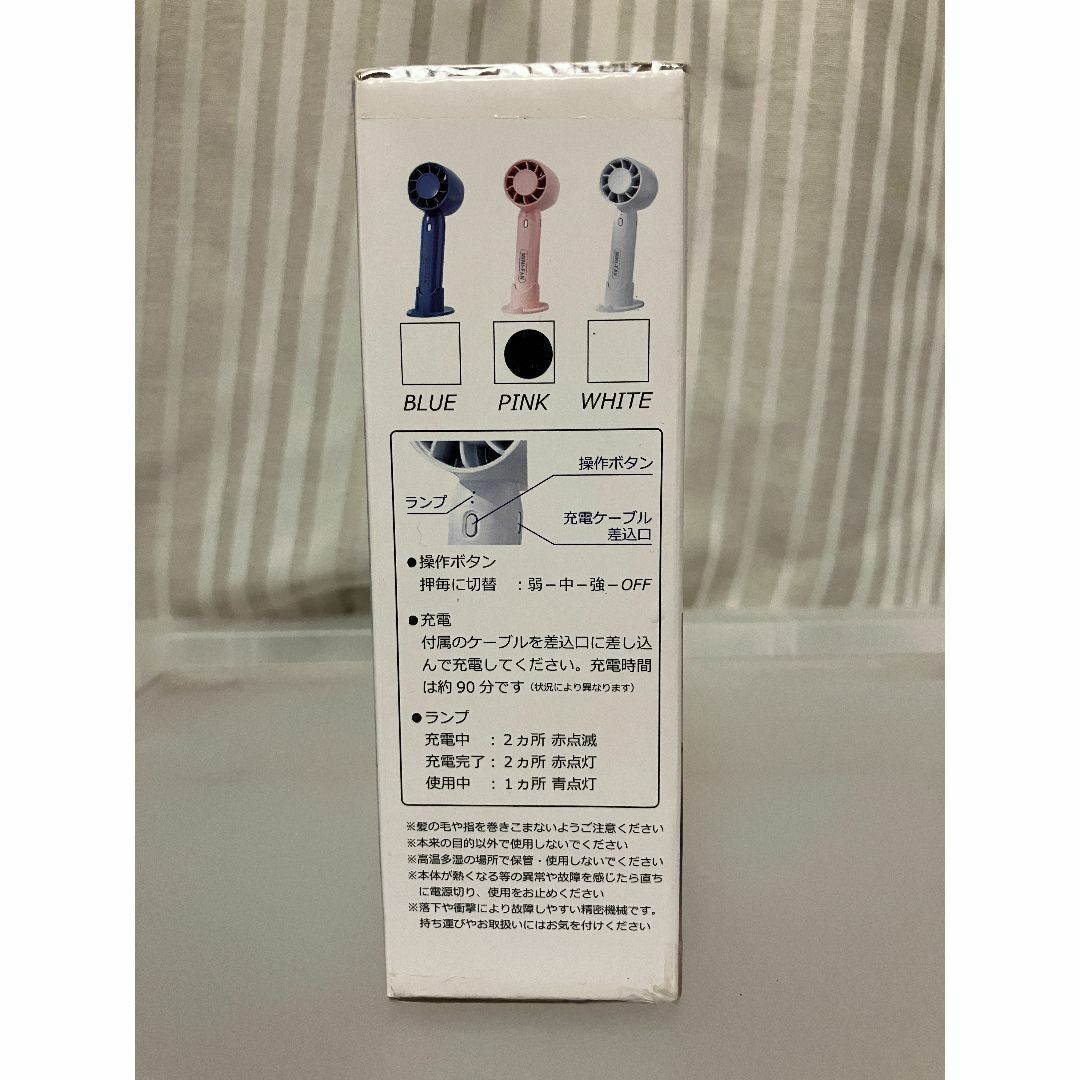 MINI-FAN
MINI-FAN
BLUE PINK WHITE
操作ボタン
ランプ
充電ケーブル
差込口
●操作ボタン
押毎に切替 ：弱－中－強－OFF
●充電
付属のケーブルを差込口に差し込
んで充電してください。充電時間
は約90分です（状況により異なります）
●ランプ
充電中 ：２ヵ所 赤点滅
充電完了：２ヵ所 赤点灯
使用中 ：１ヵ所 青点灯
※髪の毛や指を巻きこまないようご注意ください
※本来の目的以外で使用しないでください
※高温多湿の場所で保管・使用しないでください
※本体が熱くなる等の異常や故障を感じたら直ち
に電源切り、使用をお止めください
※落下や衝撃により故障しやすい精密機械です。
持ち運びやお取扱いにはお気を付けください